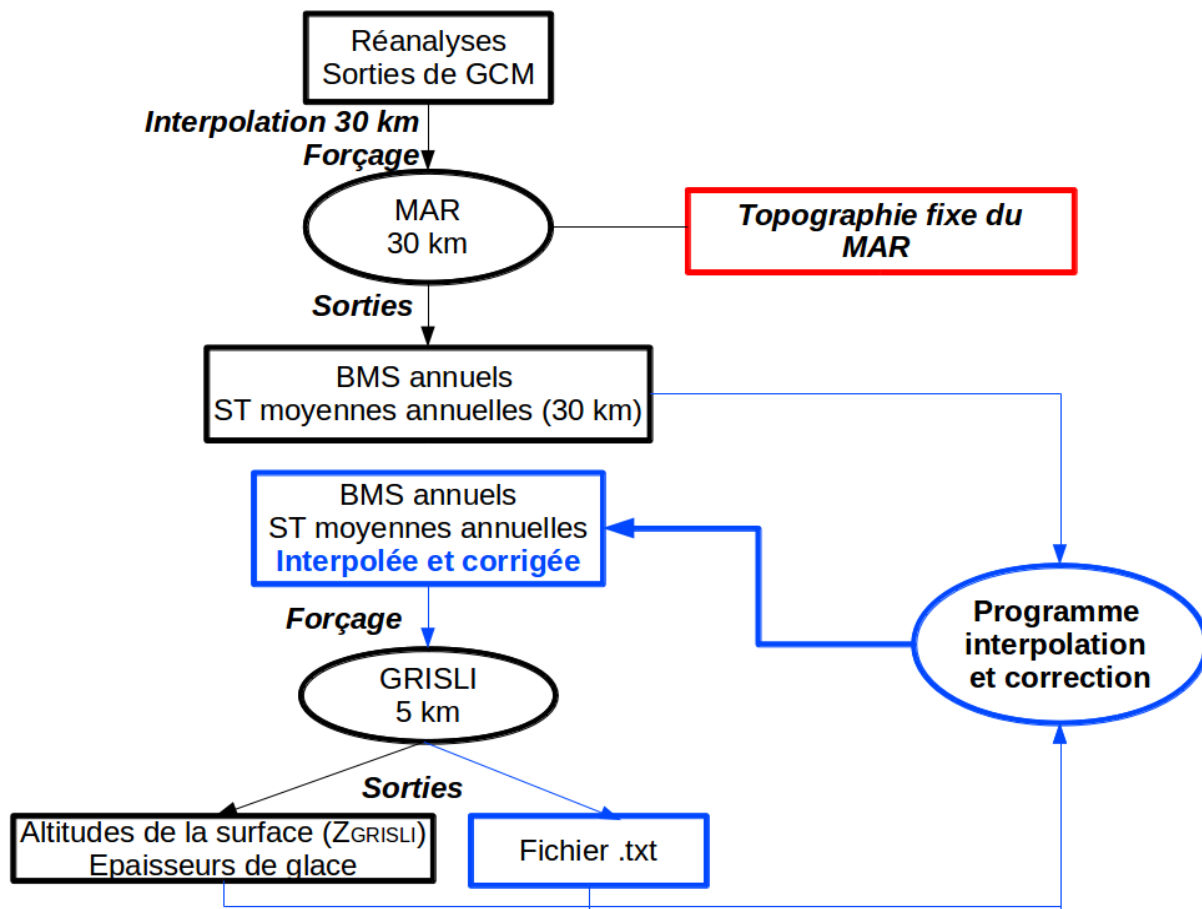 Réanalyses
Sorties de GCM
Interpolation 30 km
Forçage
MAR
30 km
Topographie fixe du
MAR
Sorties
BMS annuels
ST moyennes annuelles (30 km)
BMS annuels
ST moyennes annuelles
Interpolée et corrigée
Forçage
Programme
interpolation
et correction
GRISLI
5 km
Sorties
Altitudes de la surface (ZGRISLI)
Epaisseurs de glace
Fichier .txt